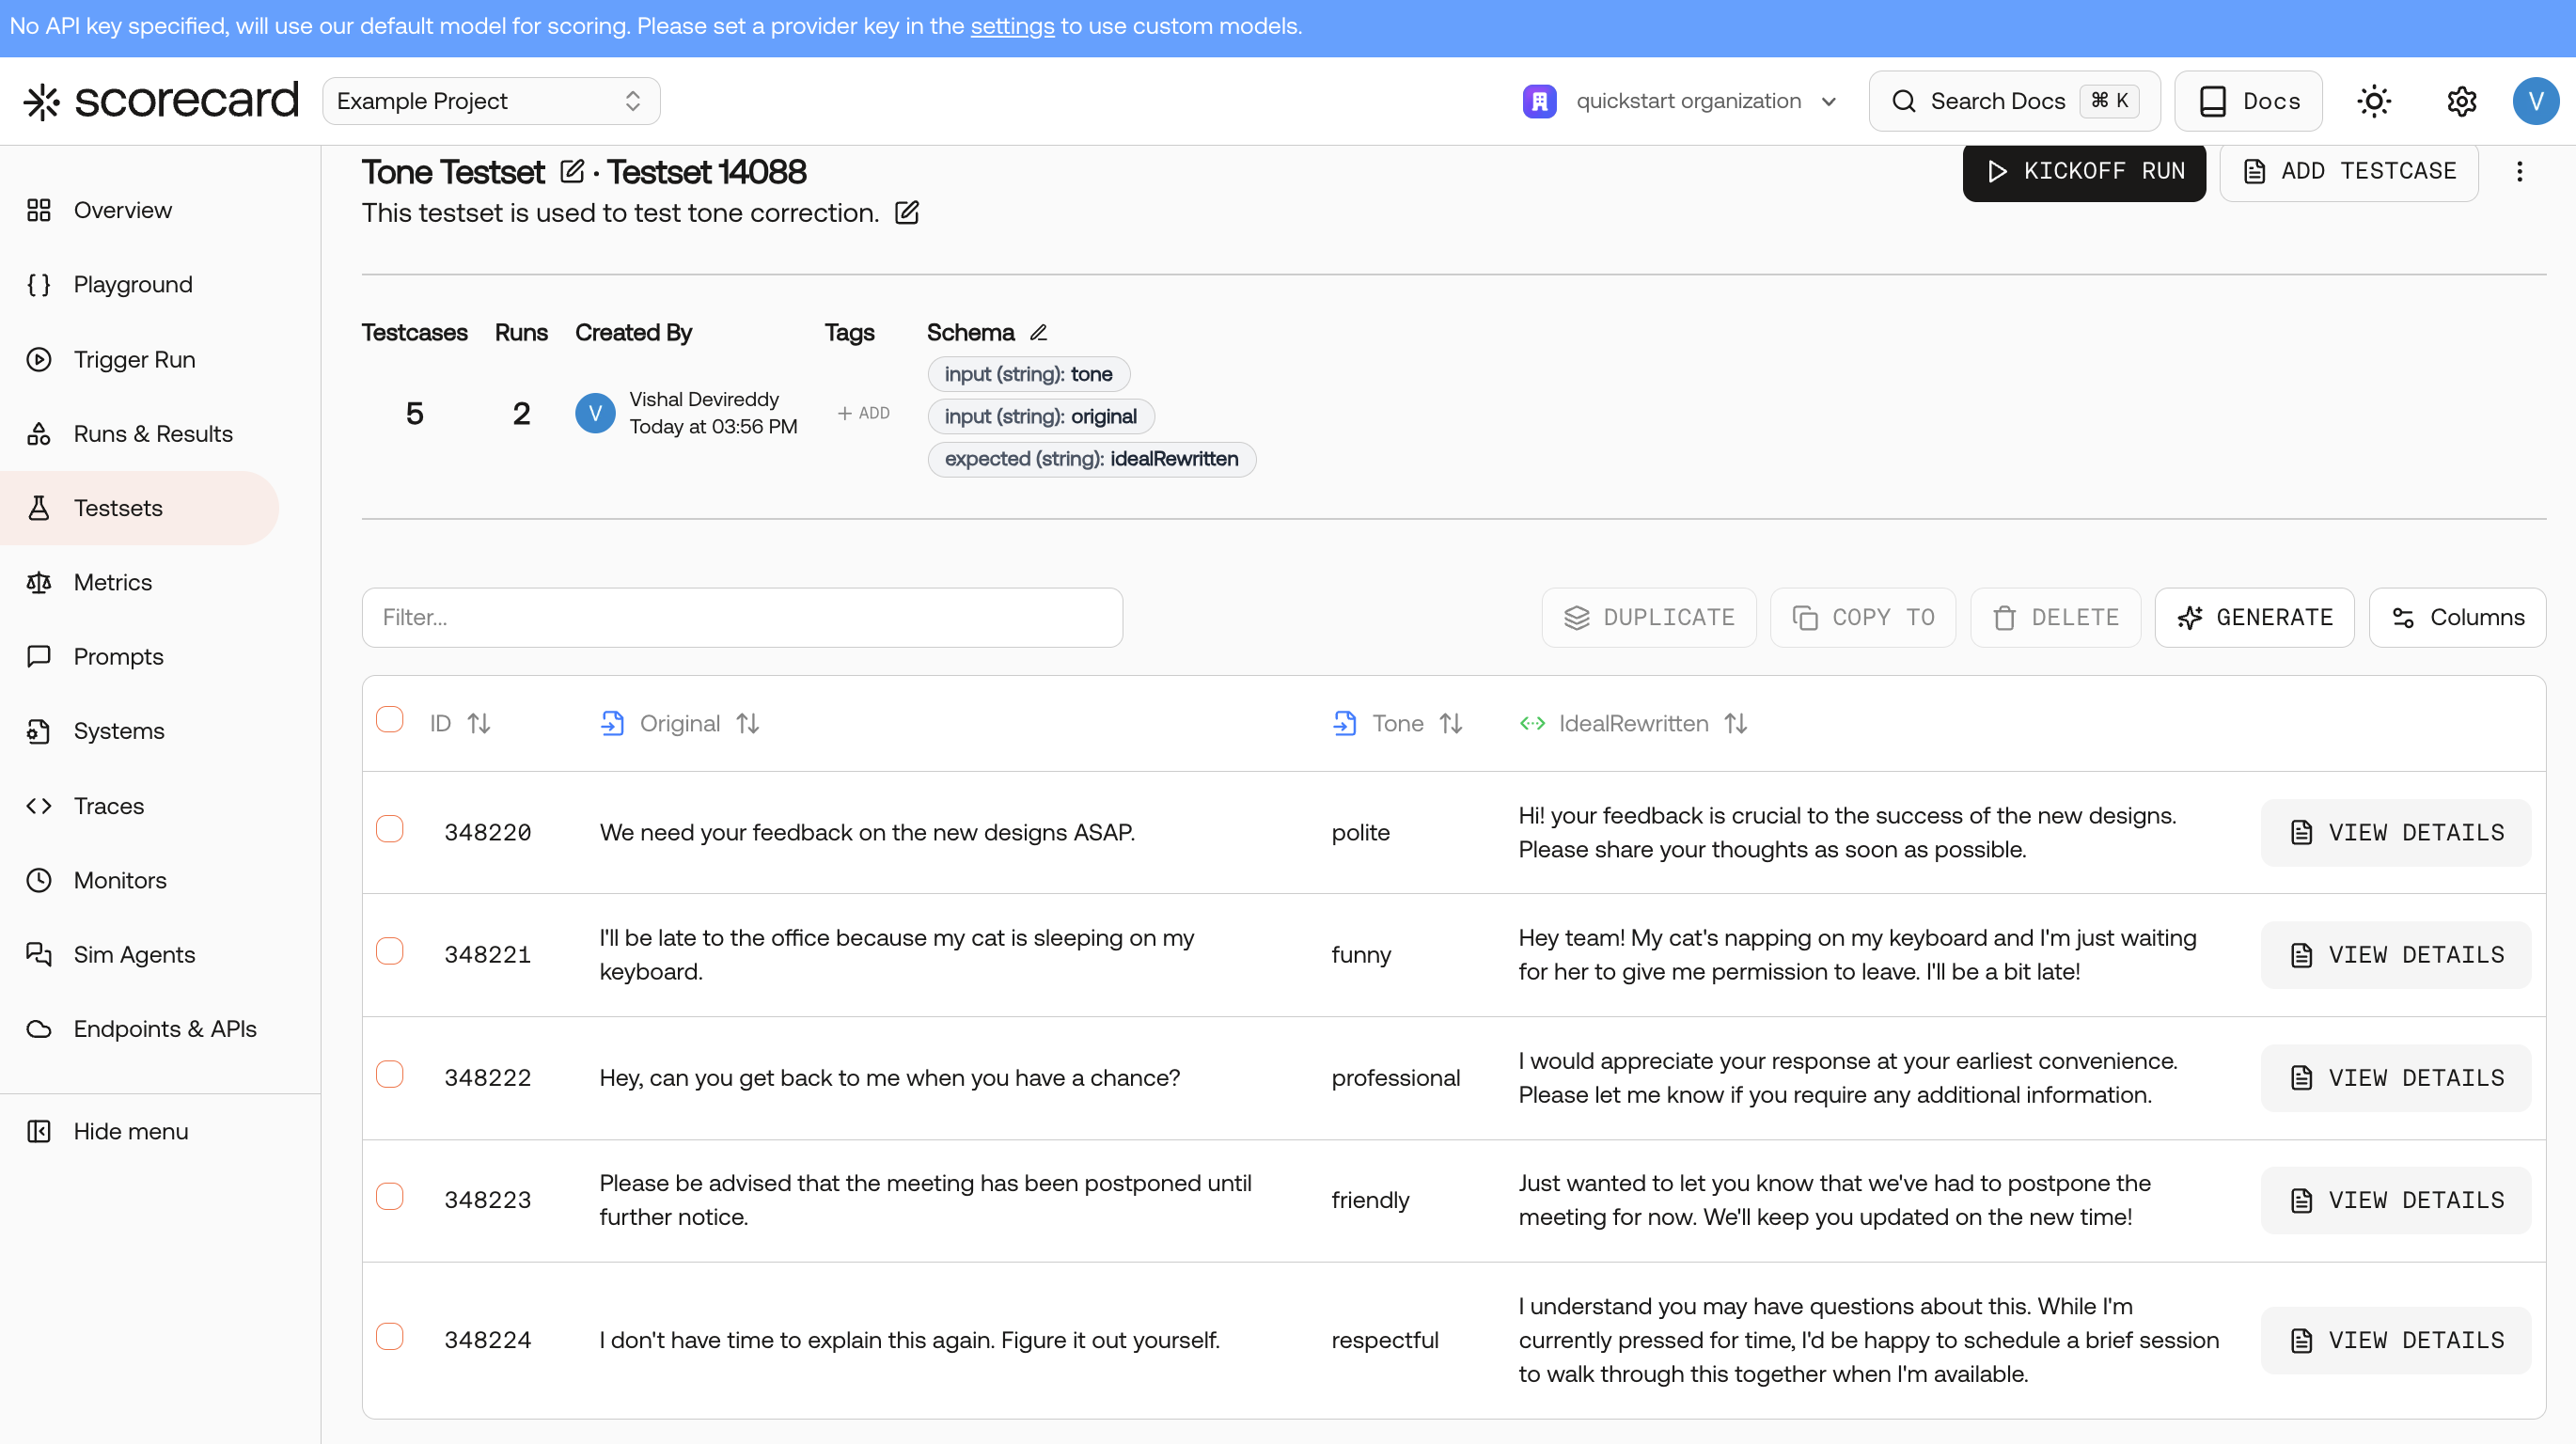 No API key specified, will use our default model for scoring. Please set a provider key in the settings to use custom models.
scorecard
Example Project
quickstart organization
Search Docs
⌘ K
Docs
V
Overview
Playground
Trigger Run
Runs & Results
Testsets
Metrics
Prompts
Systems
Traces
Monitors
Sim Agents
Endpoints & APIs
Hide menu
Tone Testset · Testset 14088
This testset is used to test tone correction.
KICKOFF RUN
ADD TESTCASE
Testcases
Runs
Created By
Tags
Schema
5
2
V
Vishal Devireddy
Today at 03:56 PM
+ ADD
input (string): tone
input (string): original
expected (string): idealRewritten
Filter...
DUPLICATE
COPY TO
DELETE
GENERATE
Columns
ID
Original
Tone
IdealRewritten
348220
We need your feedback on the new designs ASAP.
polite
Hi! your feedback is crucial to the success of the new designs.
Please share your thoughts as soon as possible.
VIEW DETAILS
348221
I'll be late to the office because my cat is sleeping on my
keyboard.
funny
Hey team! My cat's napping on my keyboard and I'm just waiting
for her to give me permission to leave. I'll be a bit late!
VIEW DETAILS
348222
Hey, can you get back to me when you have a chance?
professional
I would appreciate your response at your earliest convenience.
Please let me know if you require any additional information.
VIEW DETAILS
348223
Please be advised that the meeting has been postponed until
further notice.
friendly
Just wanted to let you know that we've had to postpone the
meeting for now. We'll keep you updated on the new time!
VIEW DETAILS
348224
I don't have time to explain this again. Figure it out yourself.
respectful
I understand you may have questions about this. While I'm
currently pressed for time, I'd be happy to schedule a brief session
to walk through this together when I'm available.
VIEW DETAILS